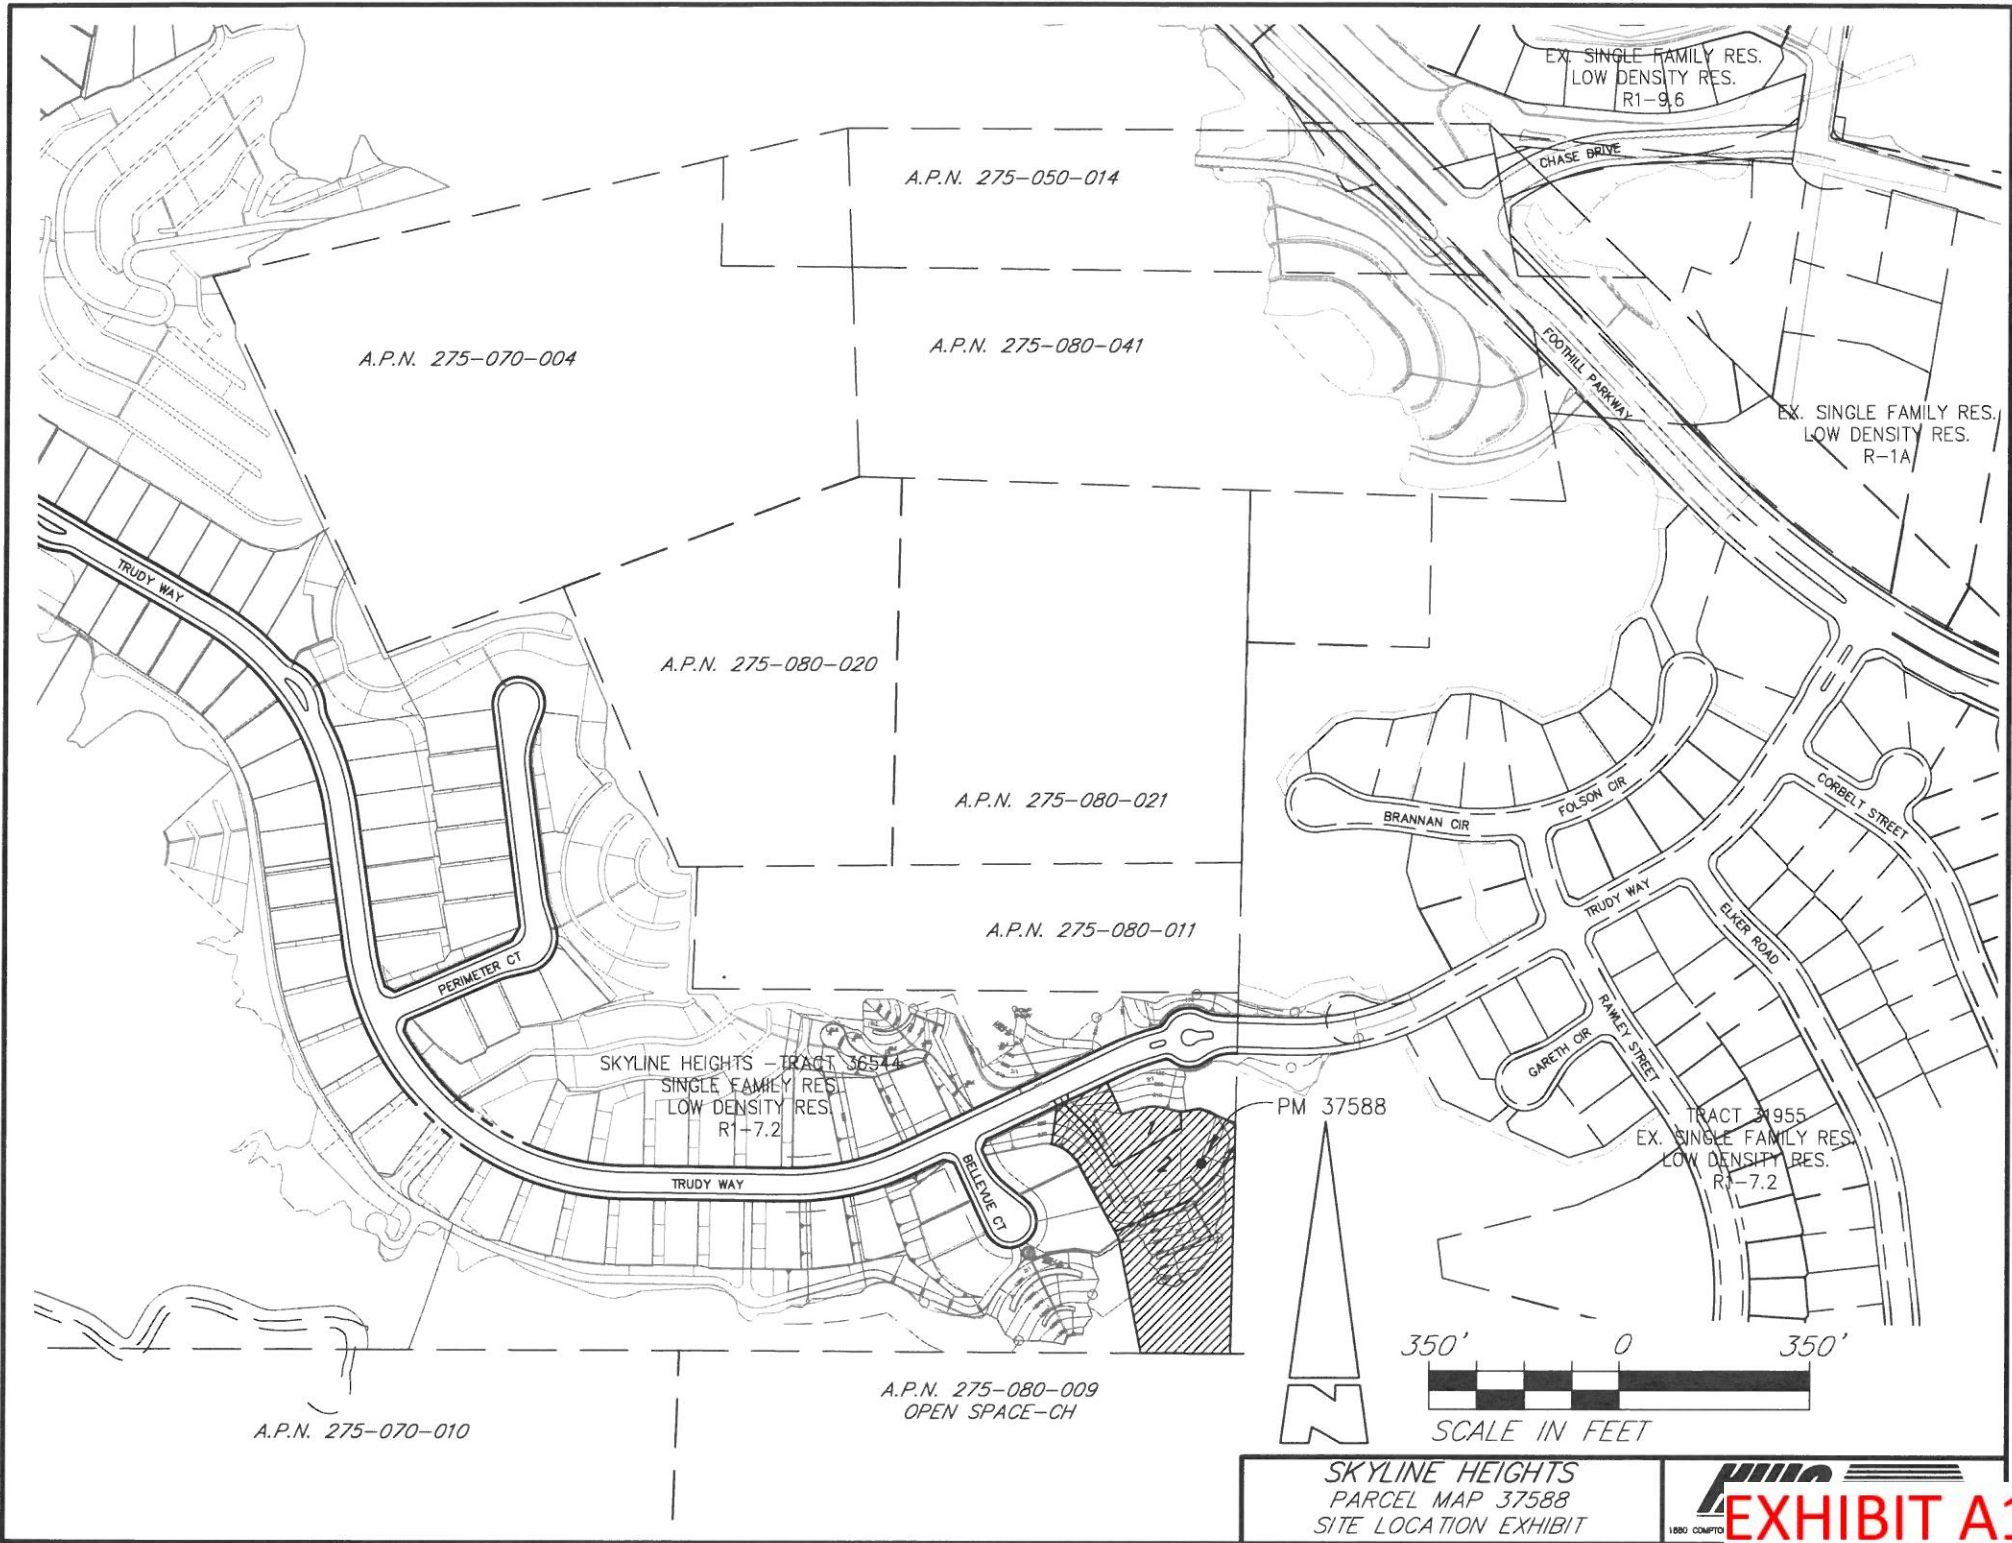 EX. SINGLE FAMILY RES.
LOW DENSITY RES.
R1-9.6
CHASE DRIVE
A.P.N. 275-050-014
A.P.N. 275-070-004
A.P.N. 275-080-041
FOOTHILL PARKWAY
EX. SINGLE FAMILY RES.
LOW DENSITY RES.
R-1A
TRUDY WAY
A.P.N. 275-080-020
A.P.N. 275-080-021
BRANNAN CIR
FOLSON CIR
CORBELT STREET
TRUDY WAY
ELKER ROAD
A.P.N. 275-080-011
PERIMETER CT
RAWLEY STREET
GARETH CIR
SKYLINE HEIGHTS - TRACT 36544
SINGLE FAMILY RES.
LOW DENSITY RES.
R1-7.2
PM 37588
TRACT 31955
EX. SINGLE FAMILY RES.
LOW DENSITY RES.
R1-7.2
TRUDY WAY
BELLEVUE CT
A.P.N. 275-070-010
A.P.N. 275-080-009
OPEN SPACE-CH
N
350' 0 350'
SCALE IN FEET
SKYLINE HEIGHTS
PARCEL MAP 37588
SITE LOCATION EXHIBIT
EXHIBIT A1